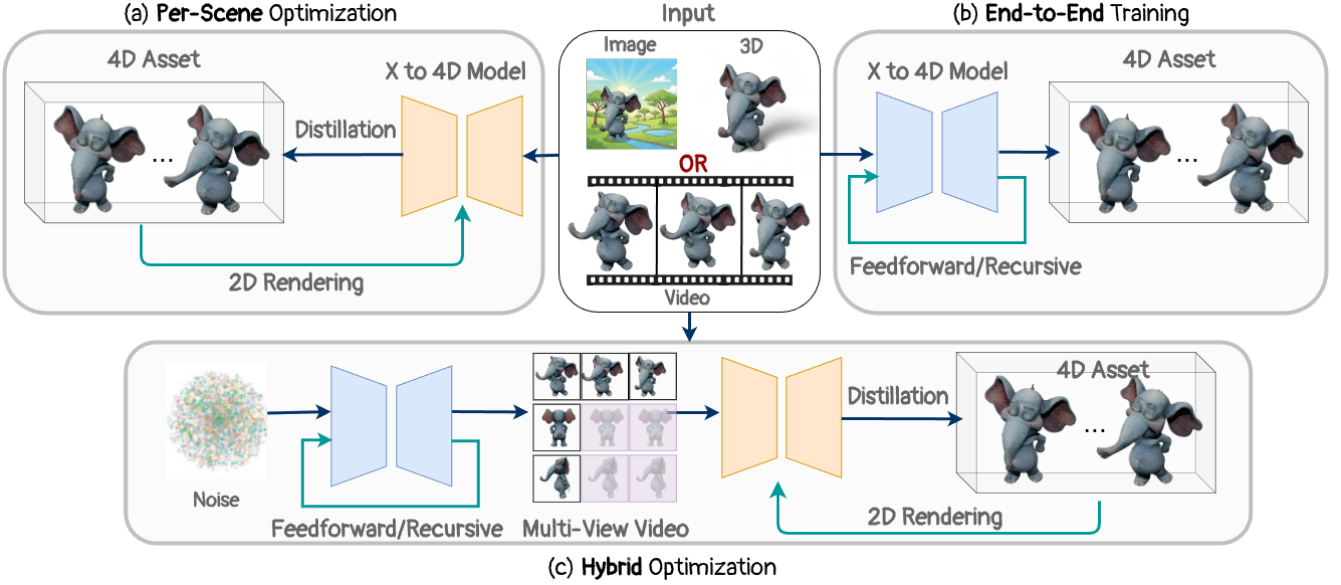 (a) Per-Scene Optimization
Input
(b) End-to-End Training
4D Asset
X to 4D Model
Distillation
...
2D Rendering
Image
3D
OR
Video
X to 4D Model
4D Asset
...
Feedforward/Recursive
Noise
Feedforward/Recursive
Multi-View Video
Distillation
4D Asset
...
2D Rendering
(c) Hybrid Optimization